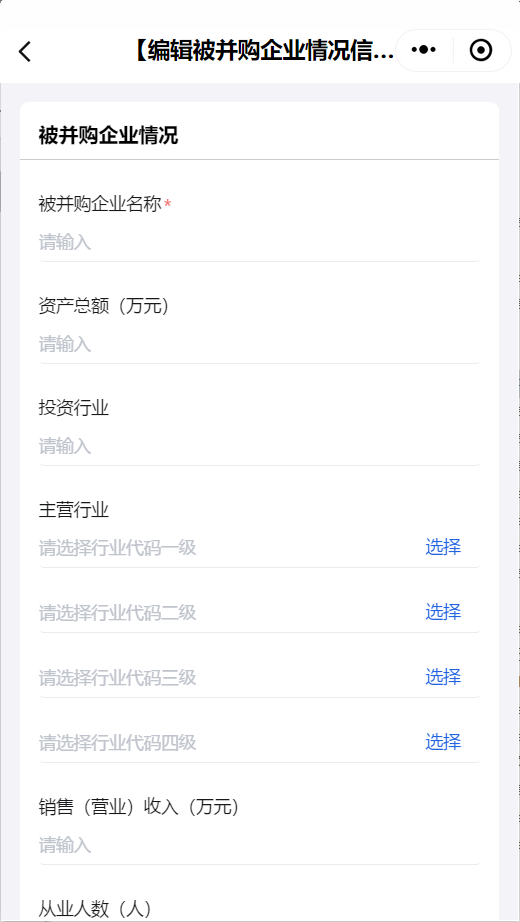 【编辑被并购企业情况信...
被并购企业情况
被并购企业名称*
请输入
资产总额（万元）
请输入
投资行业
请输入
主营行业
请选择行业代码一级 选择
请选择行业代码二级 选择
请选择行业代码三级 选择
请选择行业代码四级 选择
销售（营业）收入（万元）
请输入
从业人数（人）